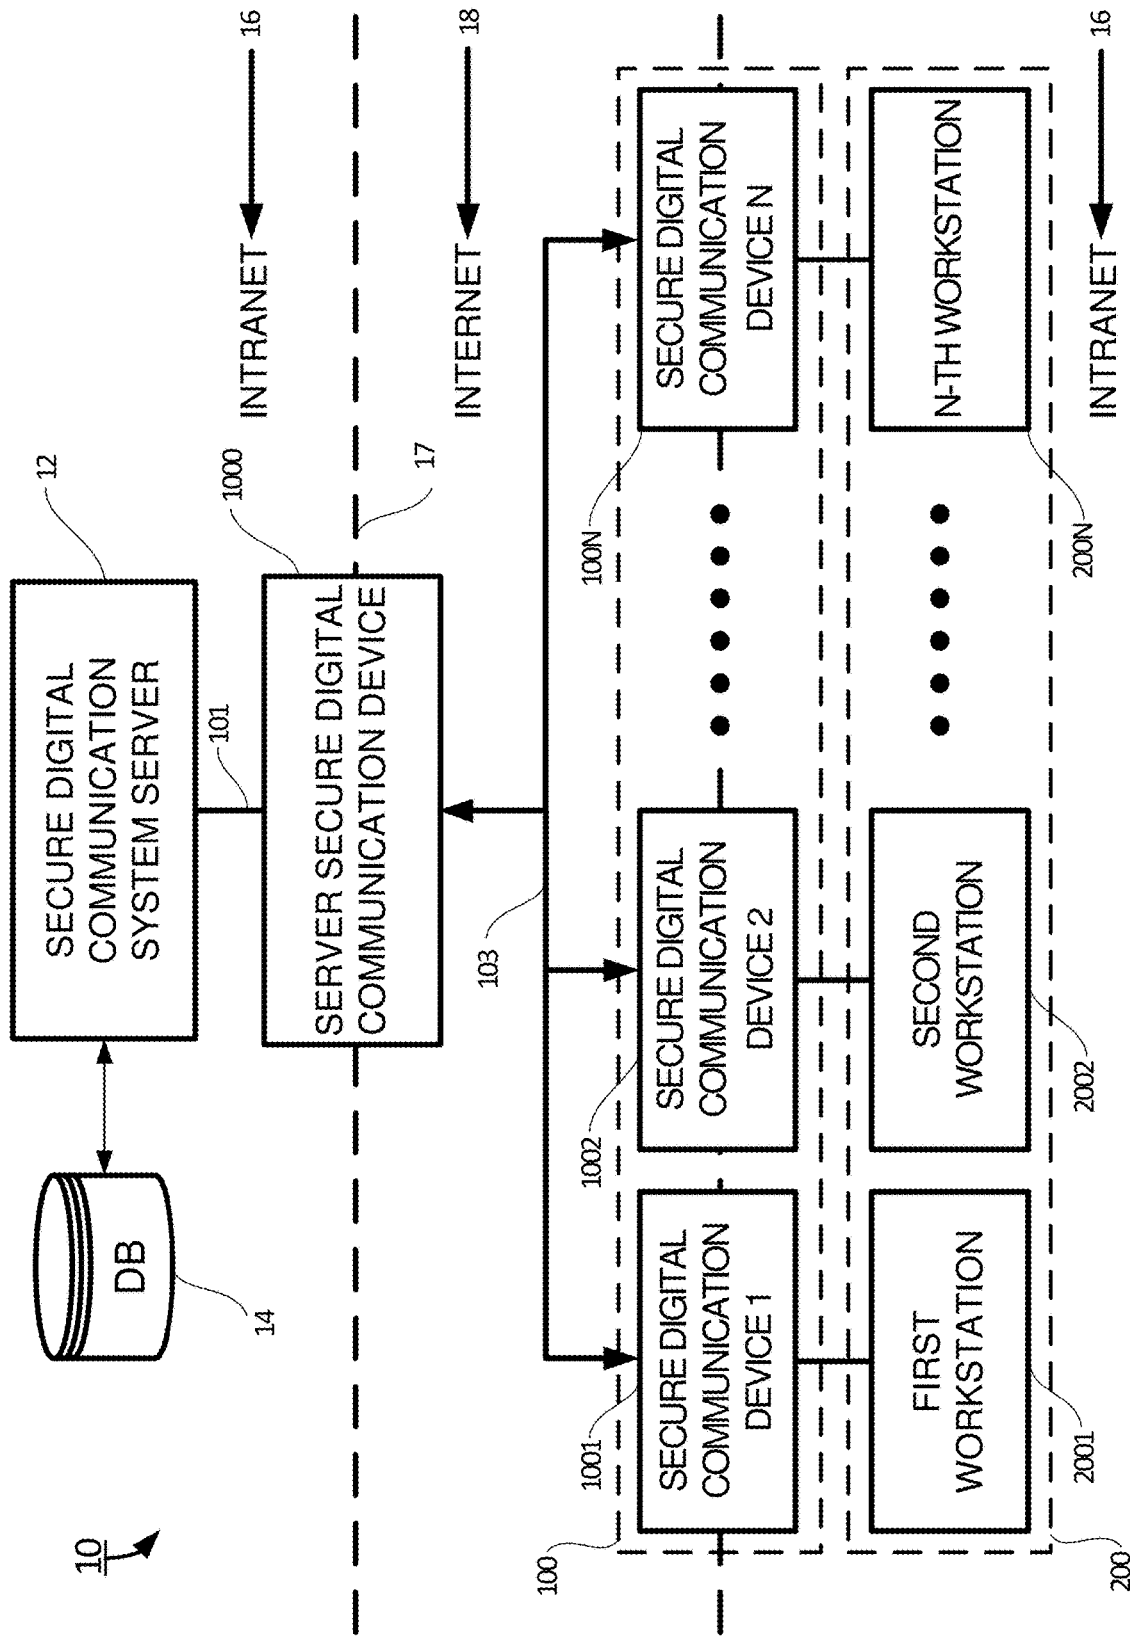 10
DB
14
SECURE DIGITAL
COMMUNICATION
SYSTEM SERVER
12
101
INTRANET
16
SERVER SECURE DIGITAL
COMMUNICATION DEVICE
1000
17
INTERNET
18
103
100
1001
1002
100N
SECURE DIGITAL
COMMUNICATION
DEVICE 1
SECURE DIGITAL
COMMUNICATION
DEVICE 2
SECURE DIGITAL
COMMUNICATION
DEVICE N
FIRST
WORKSTATION
SECOND
WORKSTATION
N-TH WORKSTATION
200
2001
2002
200N
INTRANET
16